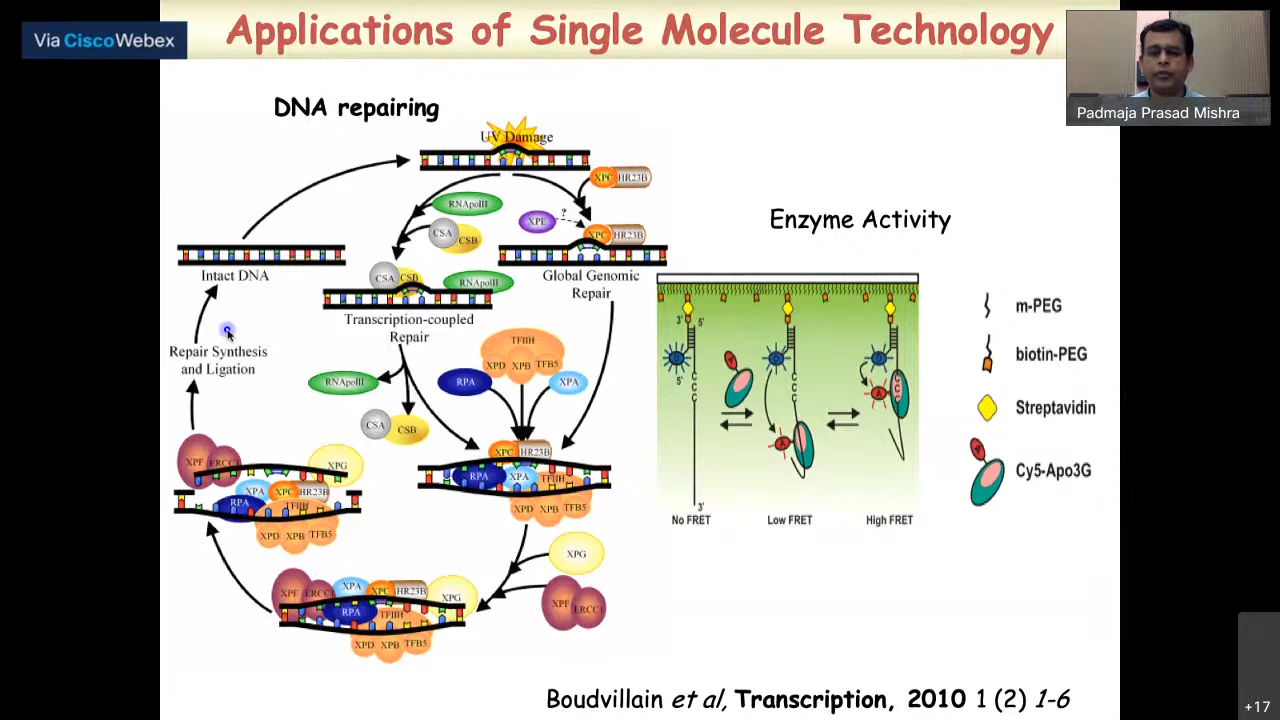 Via Cisco Webex
Applications of Single Molecule Technology
Padmaja Prasad Mishra
DNA repairing
UV Damage
XPC HR23B
RNApolII
XPE
?
CSA CSB
XPC HR23B
Intact DNA
CSA CSB RNApolII
Global Genomic
Repair
Transcription-coupled
Repair
Repair Synthesis
and Ligation
TFIIH
XPD XPB TFB5
RNApolII
RPA
XPA
CSA CSB
XPC HR23B
RPA XPA TFIIH
XPD XPB TFB5
XPF ERCC1
XPG
XPA XPC HR23B
RPA
TFIIH
XPD XPB TFB5
XPG
XPF ERCC1
XPF ERCC1 XPA XPC HR23B XPG
RPA TFIIH
XPD XPB TFB5
Enzyme Activity
3' 5'
D
5'
C
C
C
3'
A
D
C
C
C
A
D
A
C
C
C
No FRET
Low FRET
High FRET
m-PEG
biotin-PEG
Streptavidin
A
Cy5-Apo3G
Boudvillain et al, Transcription, 2010 1 (2) 1-6
+17